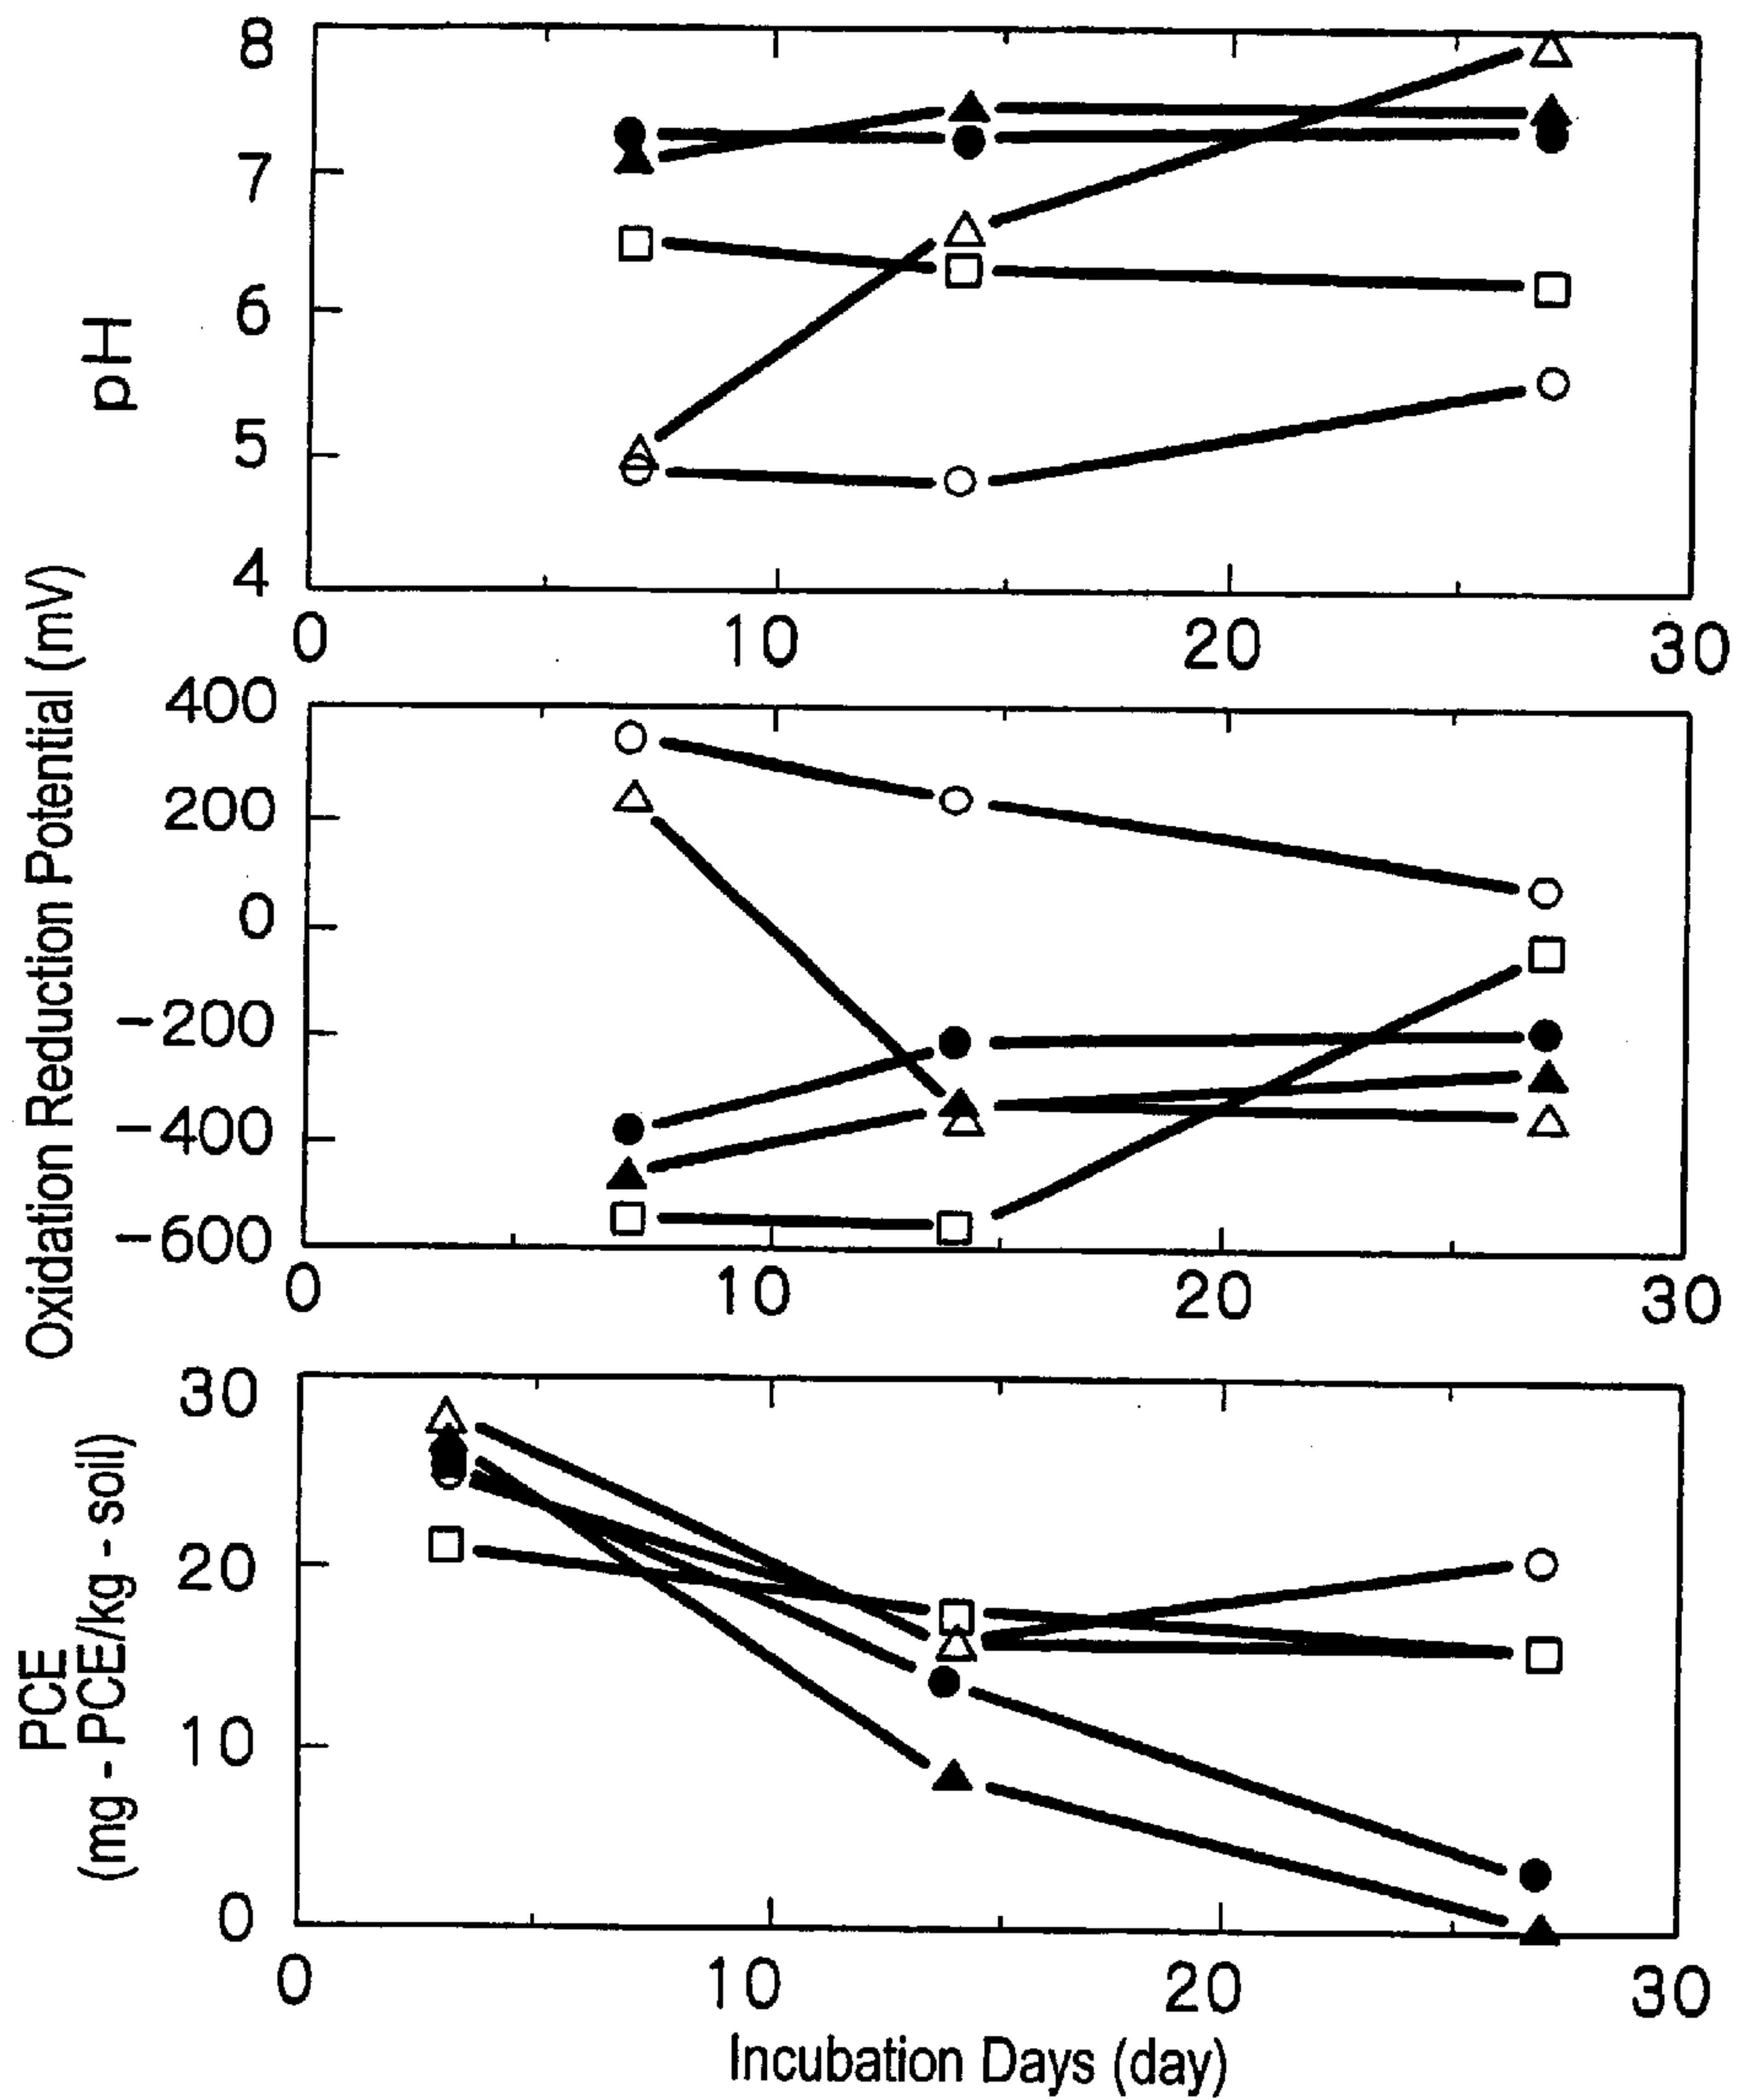 8
7
6
5
4
pH
0 10 20 30
400
200
0
-200
-400
-600
Oxidation Reduction Potential (mV)
0 10 20 30
30
20
10
0
PCE
(mg - PCE/kg - soil)
0 10 20 30
Incubation Days (day)